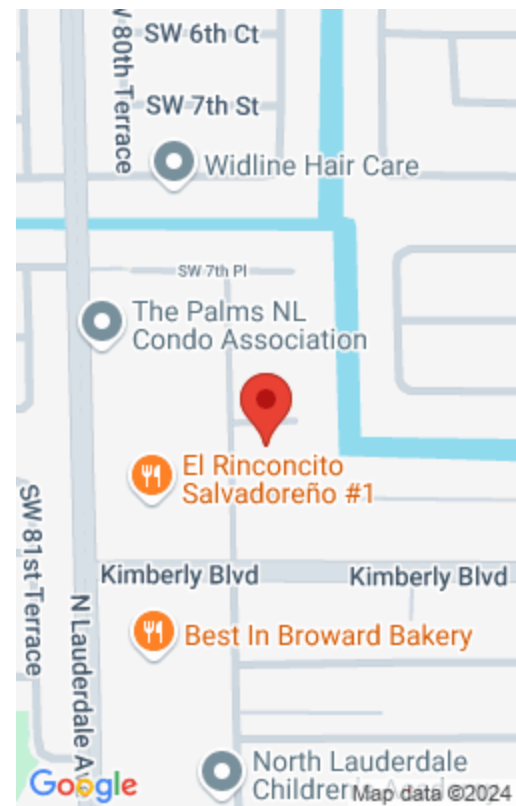 SW 6th Ct
80th Terrace
SW 7th St
Widline Hair Care
SW 7th Pl
The Palms NL
Condo Association
El Rinconcito
Salvadoreño #1
SW 81st Terrace
Kimberly Blvd
Kimberly Blvd
N Lauderdale
Best In Broward Bakery
North Lauderdale
Children's
Google
Map data ©2024